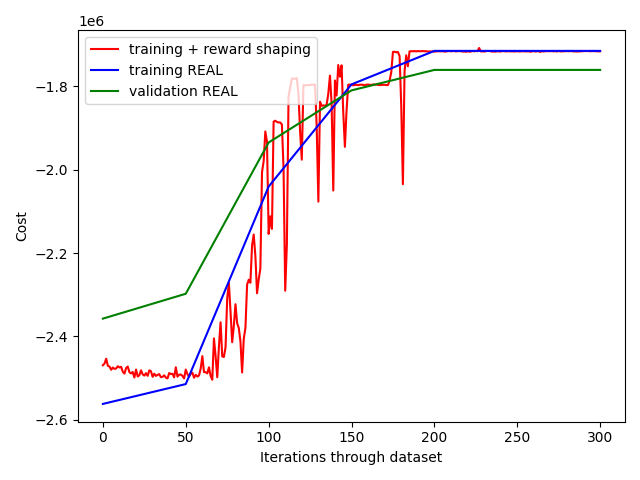 1e6
training + reward shaping
training REAL
validation REAL
−1.8
−2.0
−2.2
−2.4
−2.6
Cost
0 50 100 150 200 250 300
Iterations through dataset